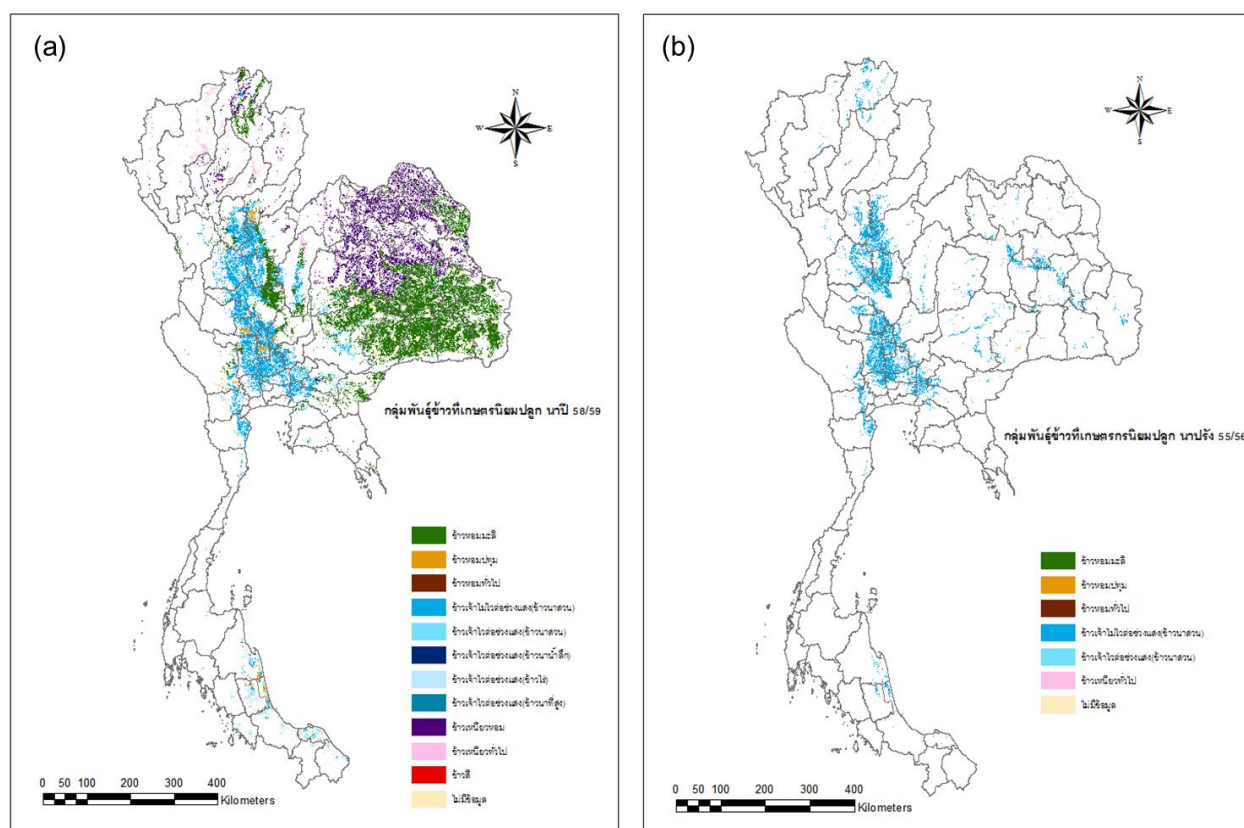 (a)
N
W E
S
กลุ่มพันธุ์ข้าวที่เกษตรนิยมปลูก นาปี 58/59
ข้าวหอมมะลิ
ข้าวหอมปทุม
ข้าวหอมทั่วไป
ข้าวเจ้าไม่ไวต่อช่วงแสง(ข้าวนาสวน)
ข้าวเจ้าไวต่อช่วงแสง(ข้าวนาสวน)
ข้าวเจ้าไวต่อช่วงแสง(ข้าวนาน้ำลึก)
ข้าวเจ้าไวต่อช่วงแสง(ข้าวไร่)
ข้าวเจ้าไวต่อช่วงแสง(ข้าวนาที่สูง)
ข้าวเหนียวหอม
ข้าวเหนียวทั่วไป
ข้าวสี
ไม่มีข้อมูล
0 50 100 200 300 400
Kilometers
(b)
N
W E
S
กลุ่มพันธุ์ข้าวที่เกษตรกรนิยมปลูก นาปรัง 55/56
ข้าวหอมมะลิ
ข้าวหอมปทุม
ข้าวหอมทั่วไป
ข้าวเจ้าไม่ไวต่อช่วงแสง(ข้าวนาสวน)
ข้าวเจ้าไวต่อช่วงแสง(ข้าวนาสวน)
ข้าวเหนียวทั่วไป
ไม่มีข้อมูล
0 50 100 200 300 400
Kilometers